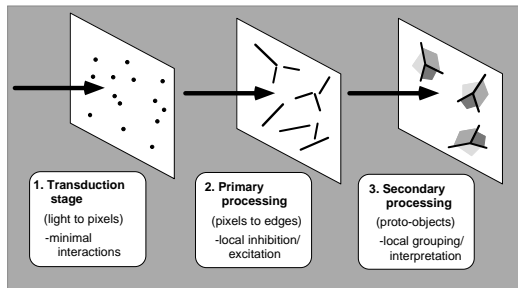 1. Transduction
stage
(light to pixels)
-minimal
interactions
2. Primary
processing
(pixels to edges)
-local inhibition/
excitation
3. Secondary
processing
(proto-objects)
-local grouping/
interpretation